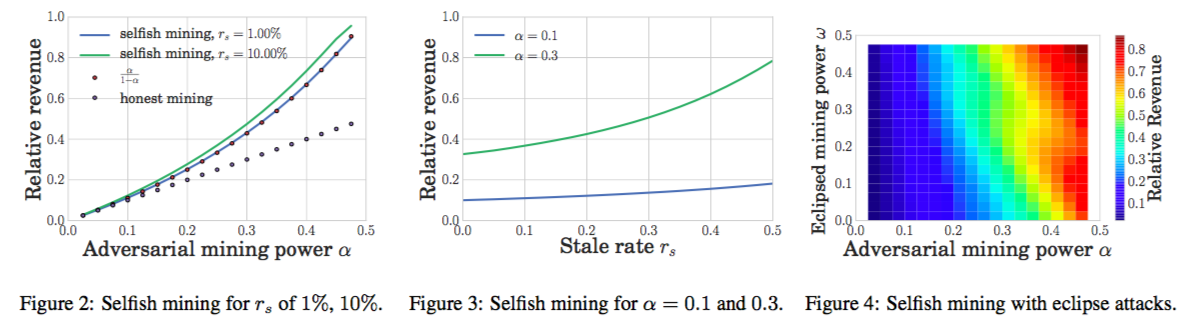 Relative revenue
1.0
0.8
0.6
0.4
0.2
0.0
selfish mining, r_s = 1.00%
selfish mining, r_s = 10.00%
α/(1−α)
honest mining
0.0 0.1 0.2 0.3 0.4 0.5
Adversarial mining power α
Figure 2: Selfish mining for r_s of 1%, 10%.
Relative revenue
1.0
0.8
0.6
0.4
0.2
0.0
α = 0.1
α = 0.3
0.0 0.1 0.2 0.3 0.4 0.5
Stale rate r_s
Figure 3: Selfish mining for α = 0.1 and 0.3.
Eclipsed mining power ω
0.5
0.4
0.3
0.2
0.1
0.0
0.0 0.1 0.2 0.3 0.4 0.5
Adversarial mining power α
0.8
0.7
0.6
0.5
0.4
0.3
0.2
0.1
Relative Revenue
Figure 4: Selfish mining with eclipse attacks.